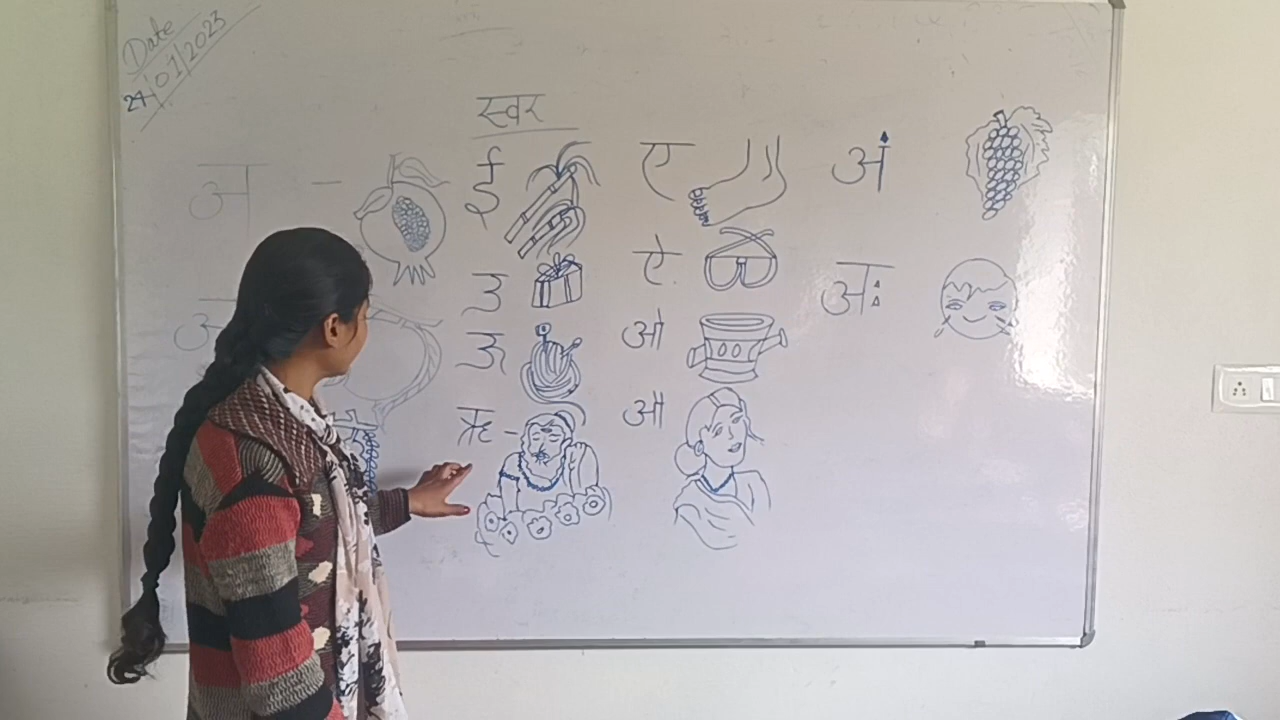 Date
24/01/2023
स्वर
अ -
ई
उ
ऊ
ऋ -
ए
ऐ
ओ
औ
अं
अः